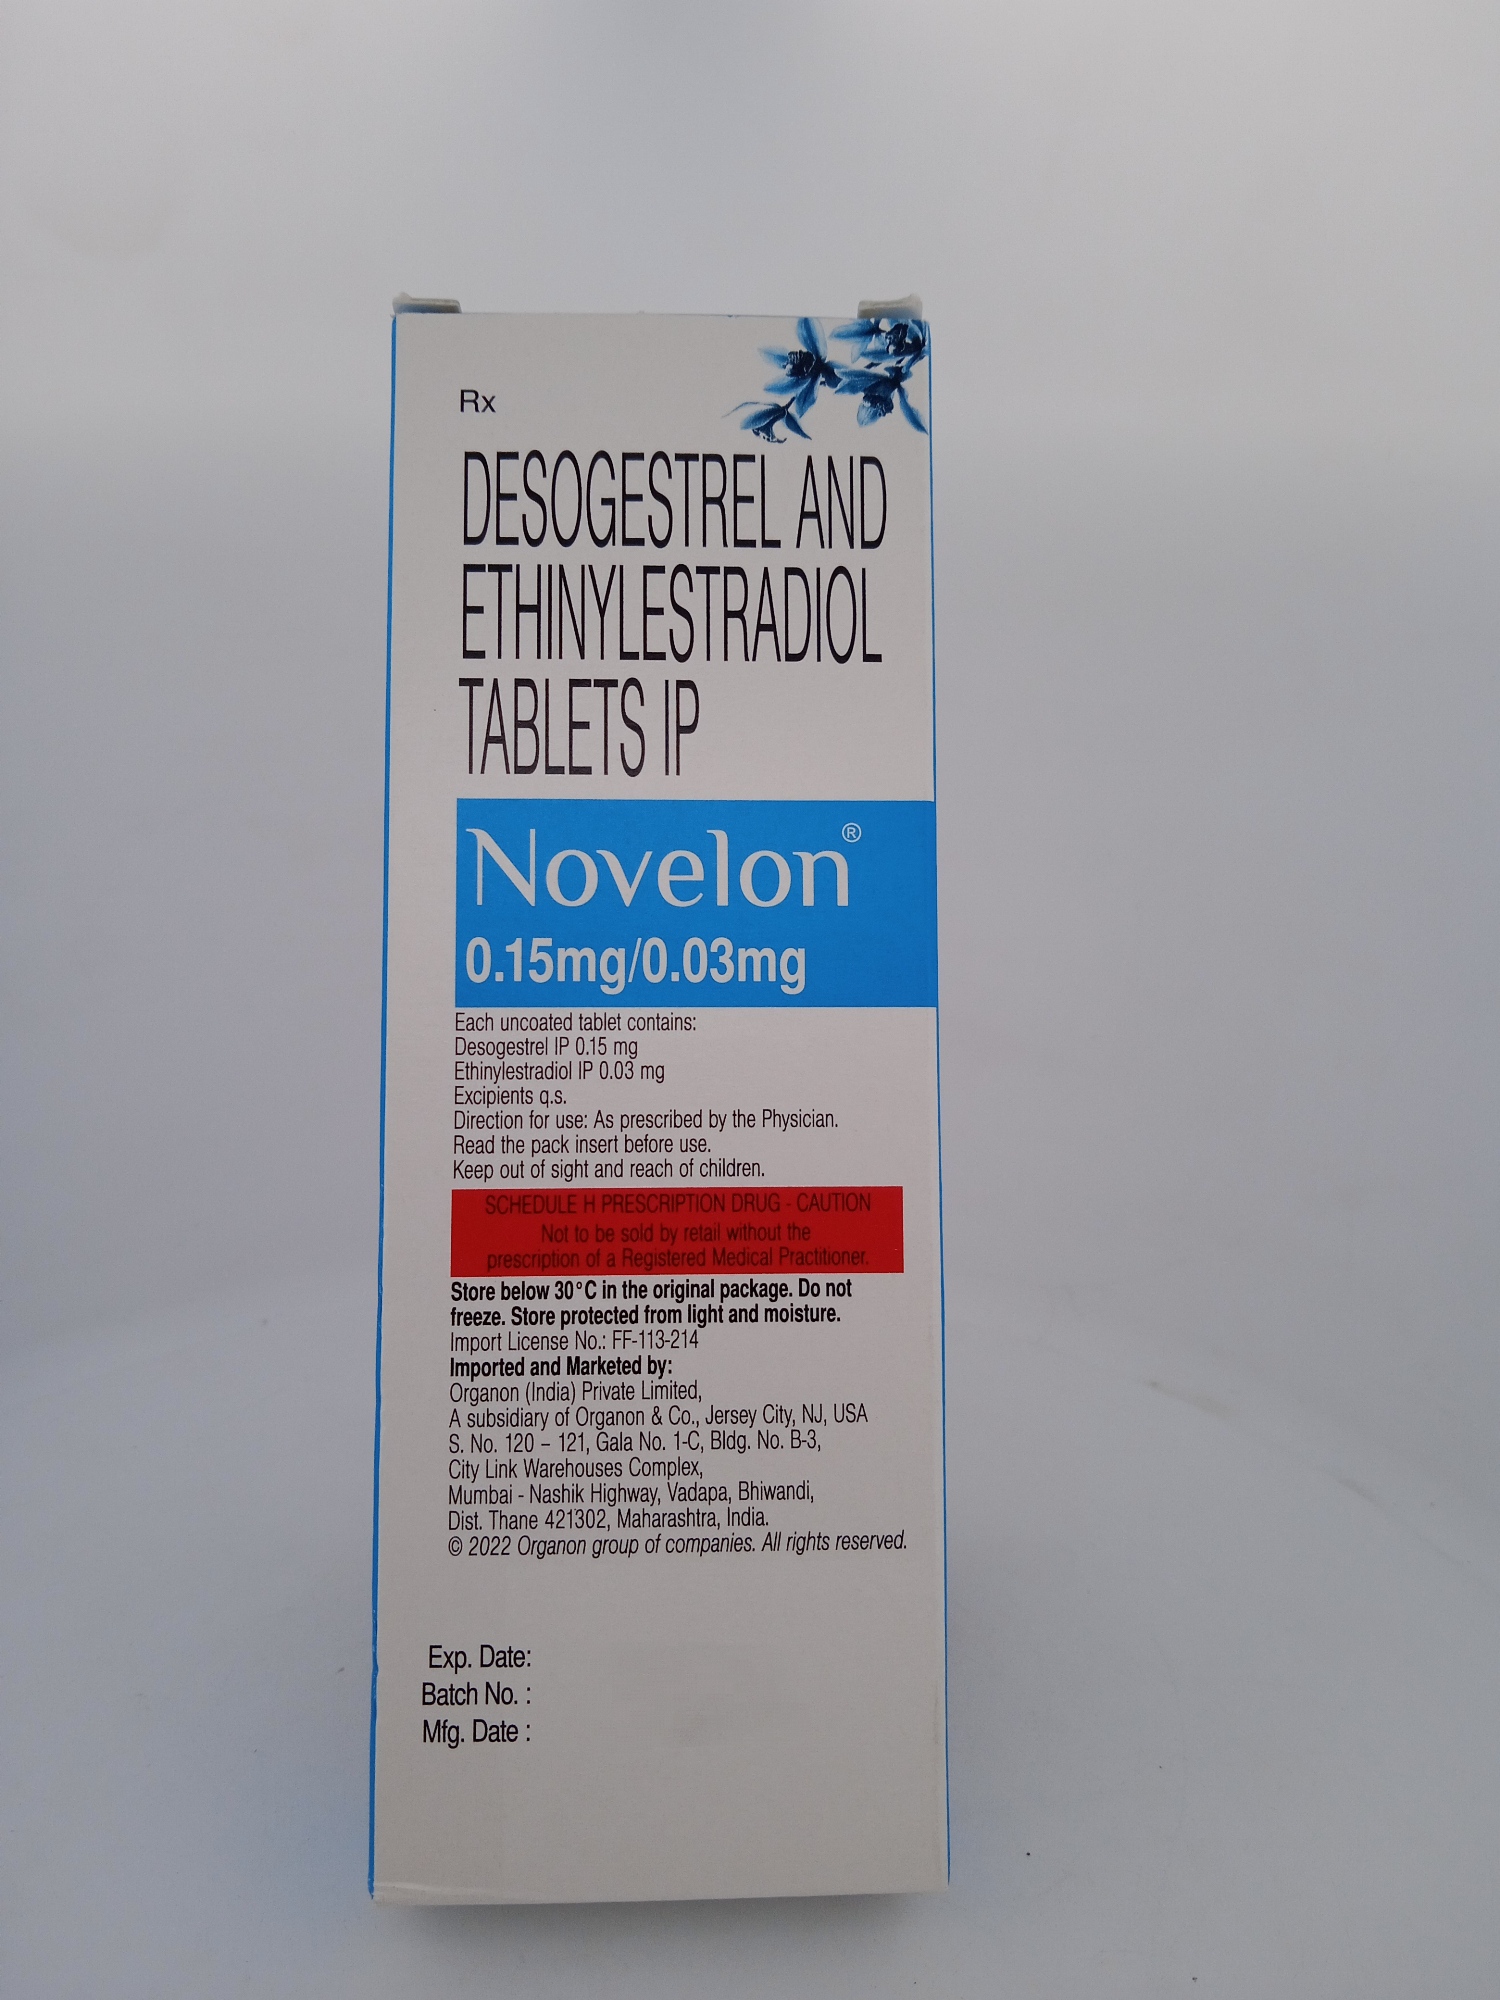 Rx
DESOGESTREL AND
ETHINYLESTRADIOL
TABLETS IP
Novelon®
0.15mg/0.03mg
Each uncoated tablet contains:
Desogestrel IP 0.15 mg
Ethinylestradiol IP 0.03 mg
Excipients q.s.
Direction for use: As prescribed by the Physician.
Read the pack insert before use.
Keep out of sight and reach of children.
SCHEDULE H PRESCRIPTION DRUG - CAUTION
Not to be sold by retail without the
prescription of a Registered Medical Practitioner.
Store below 30°C in the original package. Do not
freeze. Store protected from light and moisture.
Import License No.: FF-113-214
Imported and Marketed by:
Organon (India) Private Limited,
A subsidiary of Organon & Co., Jersey City, NJ, USA
S. No. 120 – 121, Gala No. 1-C, Bldg. No. B-3,
City Link Warehouses Complex,
Mumbai - Nashik Highway, Vadapa, Bhiwandi,
Dist. Thane 421302, Maharashtra, India.
© 2022 Organon group of companies. All rights reserved.
Exp. Date:
Batch No. :
Mfg. Date :